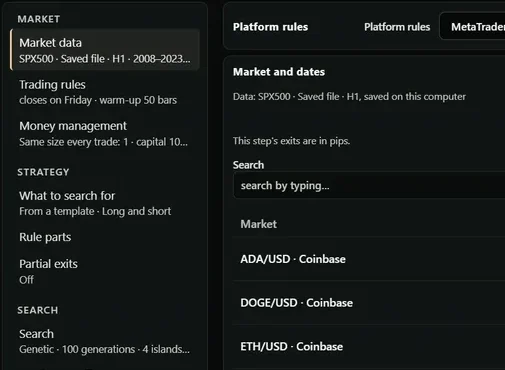 MARKET
Market data
SPX500 · Saved file · H1 · 2008–2023...
Trading rules
closes on Friday · warm-up 50 bars
Money management
Same size every trade: 1 · capital 10...
STRATEGY
What to search for
From a template · Long and short
Rule parts
Partial exits
Off
SEARCH
Search
Genetic · 100 generations · 4 islands...
Platform rules
Platform rules
MetaTrader
Market and dates
Data: SPX500 · Saved file · H1, saved on this computer
This step's exits are in pips.
Search
search by typing...
Market
ADA/USD · Coinbase
DOGE/USD · Coinbase
ETH/USD · Coinbase